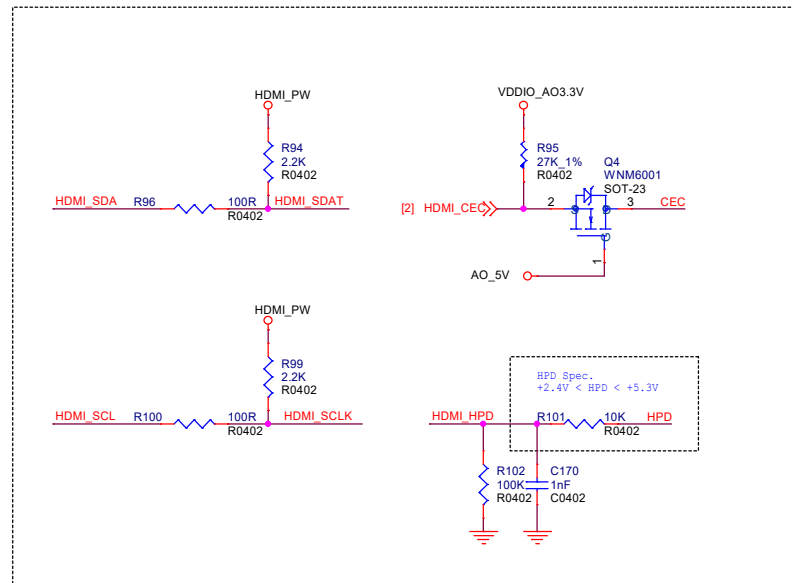 HDMI_PW
R94
2.2K
R0402
HDMI_SDA R96 100R HDMI_SDAT
R0402
VDDIO_AO3.3V
R95
27K_1%
R0402
Q4
WNM6001
SOT-23
[2] HDMI_CEC 2 S D 3 CEC
G
1
AO_5V
HDMI_PW
R99
2.2K
R0402
HDMI_SCL R100 100R HDMI_SCLK
R0402
HPD Spec.
+2.4V < HPD < +5.3V
HDMI_HPD R101 10K HPD
R0402
R102
100K
R0402
C170
1nF
C0402